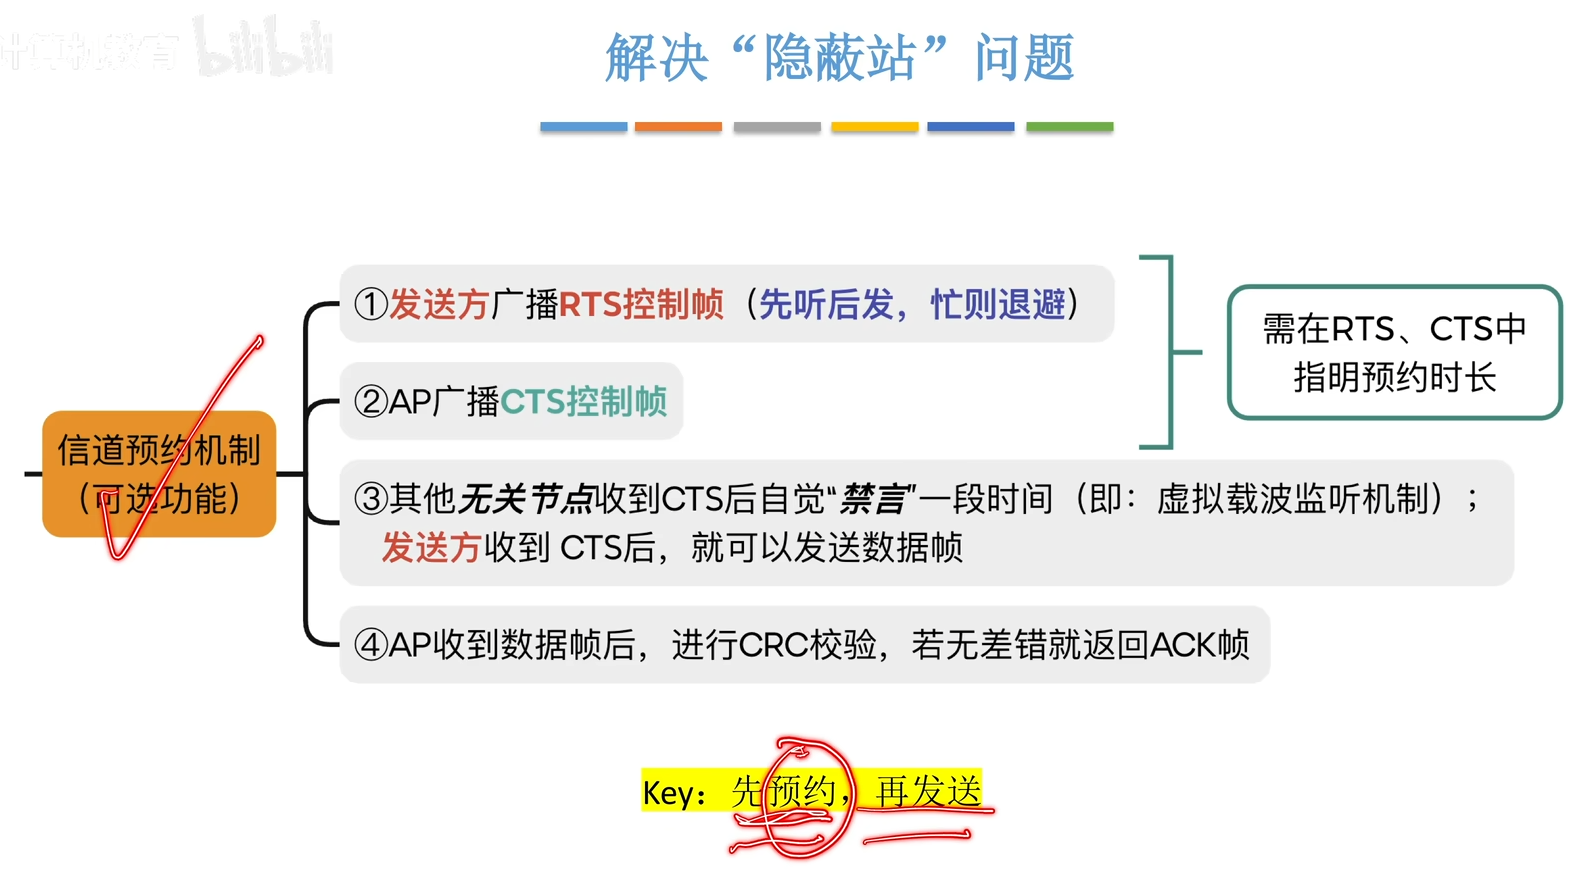 计算机教育 bilibili
解决“隐蔽站”问题
①发送方广播RTS控制帧（先听后发，忙则退避）
需在RTS、CTS中
指明预约时长
②AP广播CTS控制帧
信道预约机制
（可选功能）
③其他无关节点收到CTS后自觉“禁言”一段时间（即：虚拟载波监听机制）；
发送方收到 CTS后，就可以发送数据帧
④AP收到数据帧后，进行CRC校验，若无差错就返回ACK帧
Key：先预约，再发送